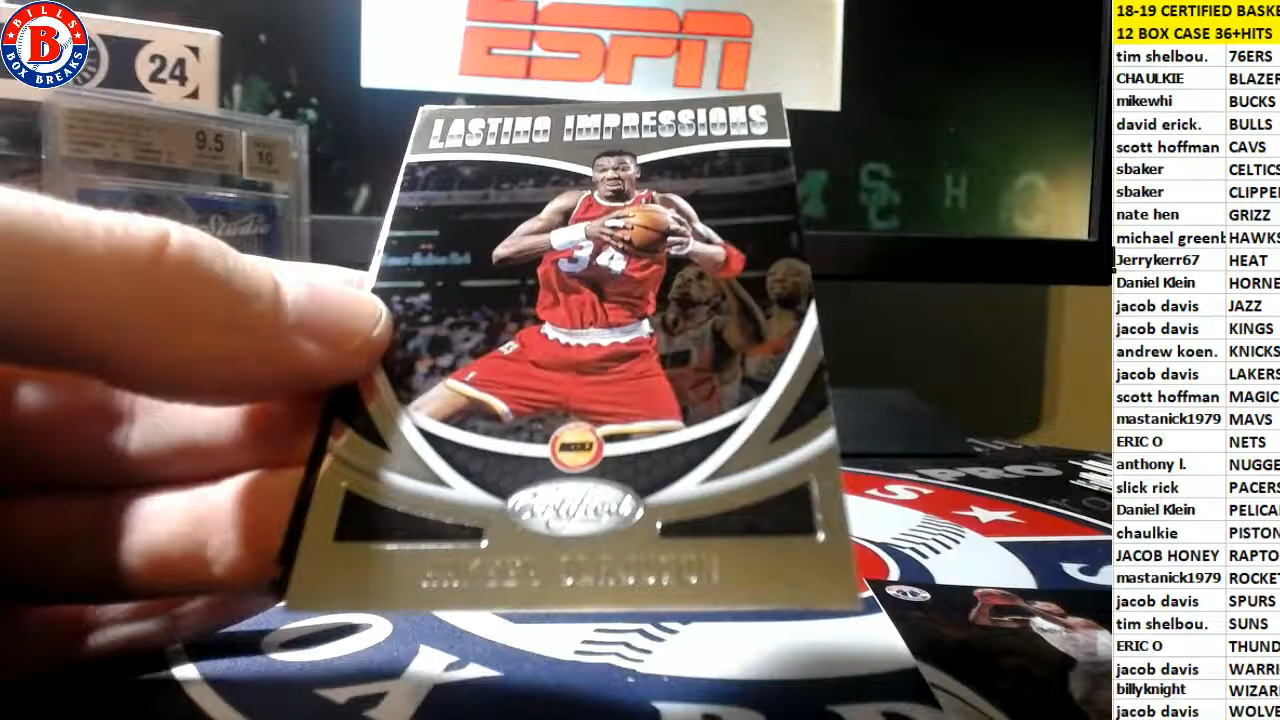 BILLS
B
BOX BREAKS
24
9.5
10
Studio
ESPN
LASTING IMPRESSIONS
34
Certified
PRO
S
18-19 CERTIFIED BASKE
12 BOX CASE 36+HITS
tim shelbou. 76ERS
CHAULKIE BLAZER
mikewhi BUCKS
david erick. BULLS
scott hoffman CAVS
sbaker CELTICS
sbaker CLIPPE
nate hen GRIZZ
michael greenb HAWKS
Jerrykerr67 HEAT
Daniel Klein HORNE
jacob davis JAZZ
jacob davis KINGS
andrew koen. KNICKS
jacob davis LAKERS
scott hoffman MAGIC
mastanick1979 MAVS
ERIC O NETS
anthony l. NUGGE
slick rick PACERS
Daniel Klein PELICA
chaulkie PISTON
JACOB HONEY RAPTO
mastanick1979 ROCKET
jacob davis SPURS
tim shelbou. SUNS
ERIC O THUND
jacob davis WARRI
billyknight WIZAR
jacob davis WOLVE